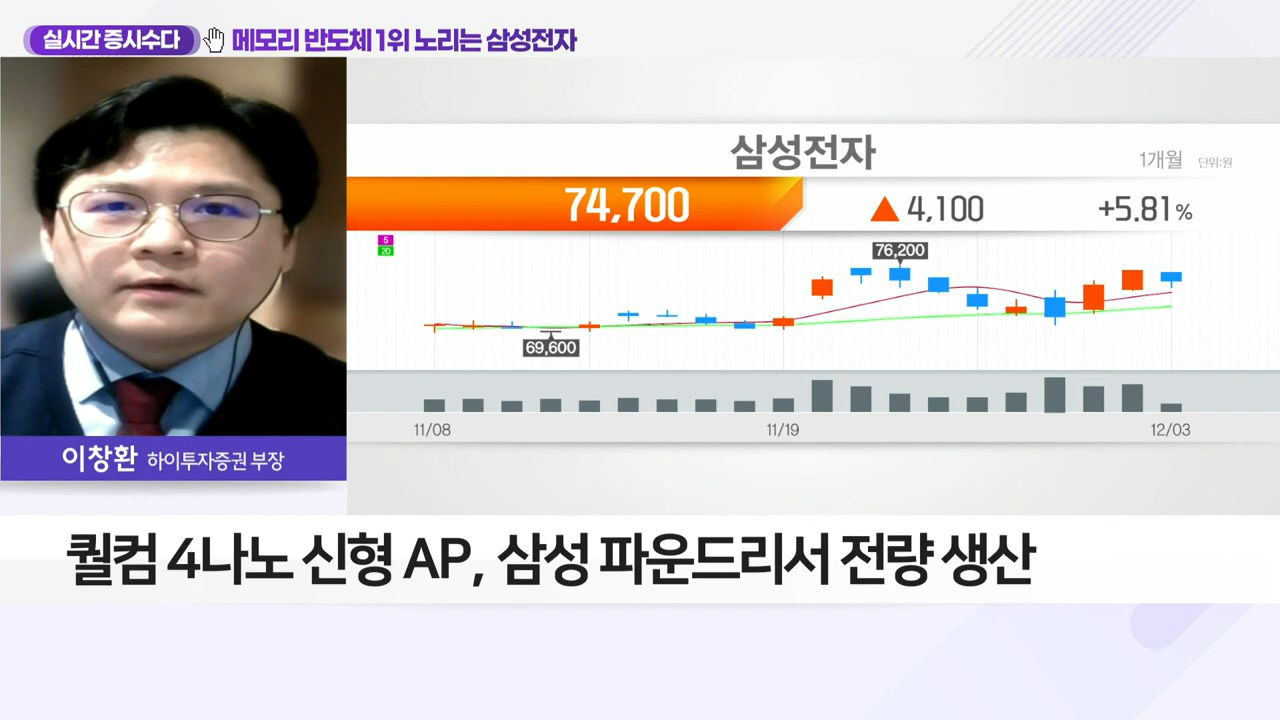 실시간 증시수다 메모리 반도체 1위 노리는 삼성전자
삼성전자
1개월 단위:원
74,700 ▲ 4,100 +5.81%
5
20
76,200
69,600
11/08 11/19 12/03
이창환 하이투자증권 부장
퀄컴 4나노 신형 AP, 삼성 파운드리서 전량 생산